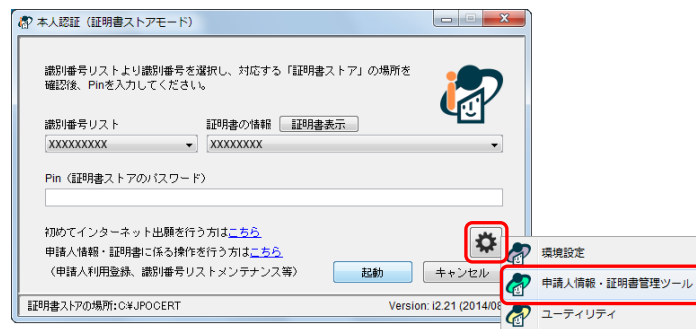 本人認証（証明書ストアモード）
識別番号リストより識別番号を選択し、対応する「証明書ストア」の場所を
確認後、Pinを入力してください。
識別番号リスト 証明書の情報 証明書表示
XXXXXXXXX XXXXXXXX
Pin（証明書ストアのパスワード）
初めてインターネット出願を行う方はこちら
申請人情報・証明書に係る操作を行う方はこちら
（申請人利用登録、識別番号リストメンテナンス等） 起動 キャンセル
環境設定
申請人情報・証明書管理ツール
証明書ストアの場所:C¥JPOCERT Version: i2.21 (2014/08
ユーティリティ